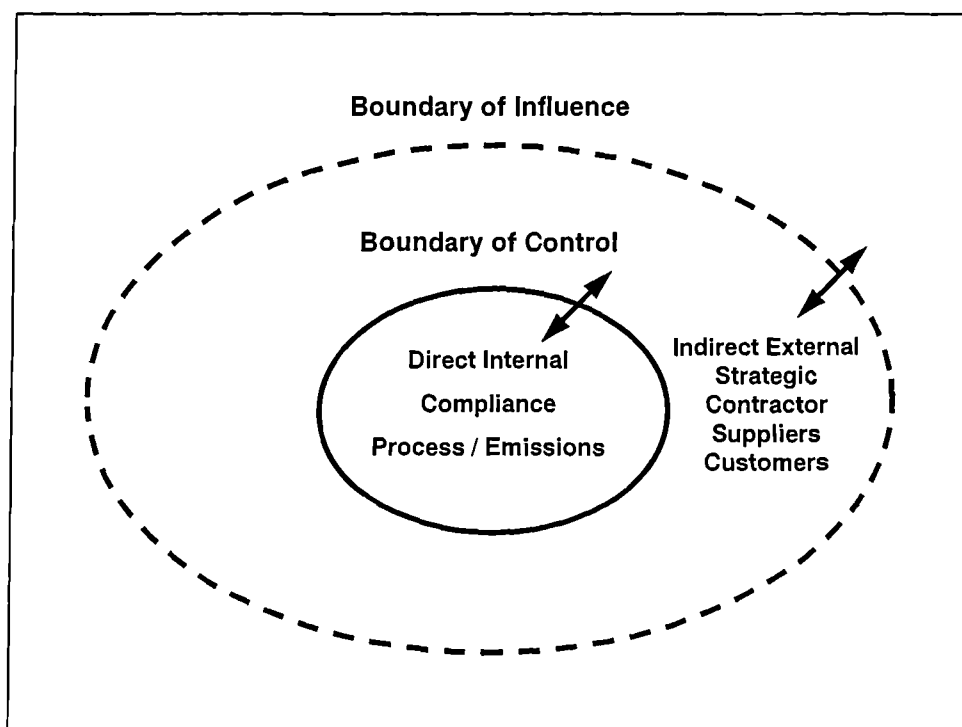 Boundary of Influence
Boundary of Control
Direct Internal
Compliance
Process / Emissions
Indirect External
Strategic
Contractor
Suppliers
Customers